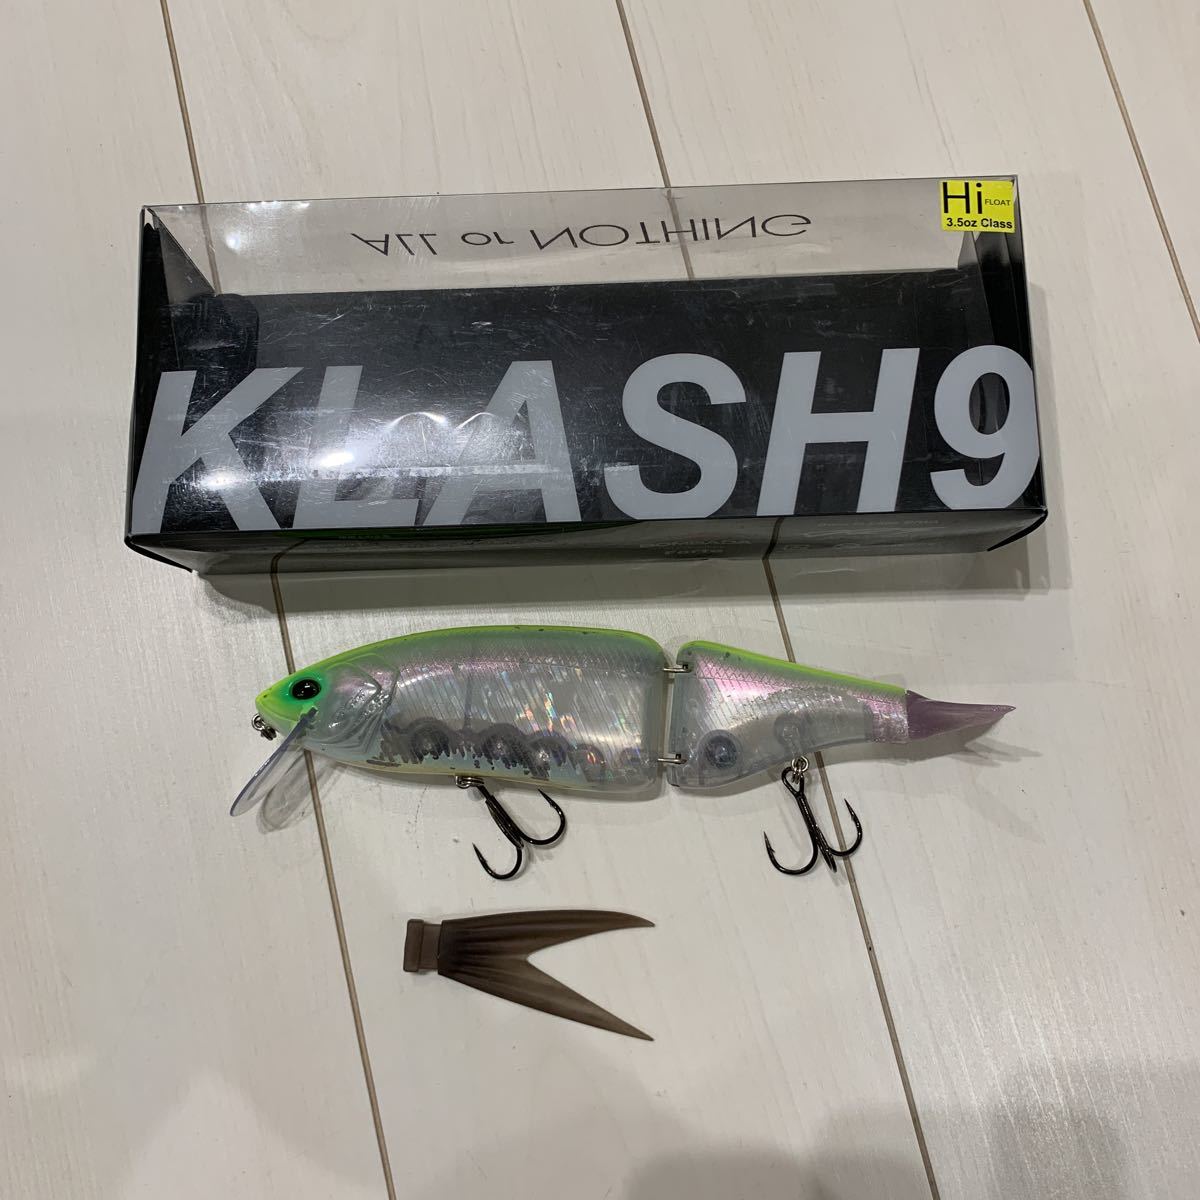 Hi FLOAT
3.5oz Class
ALL or NOTHING
KLASH9